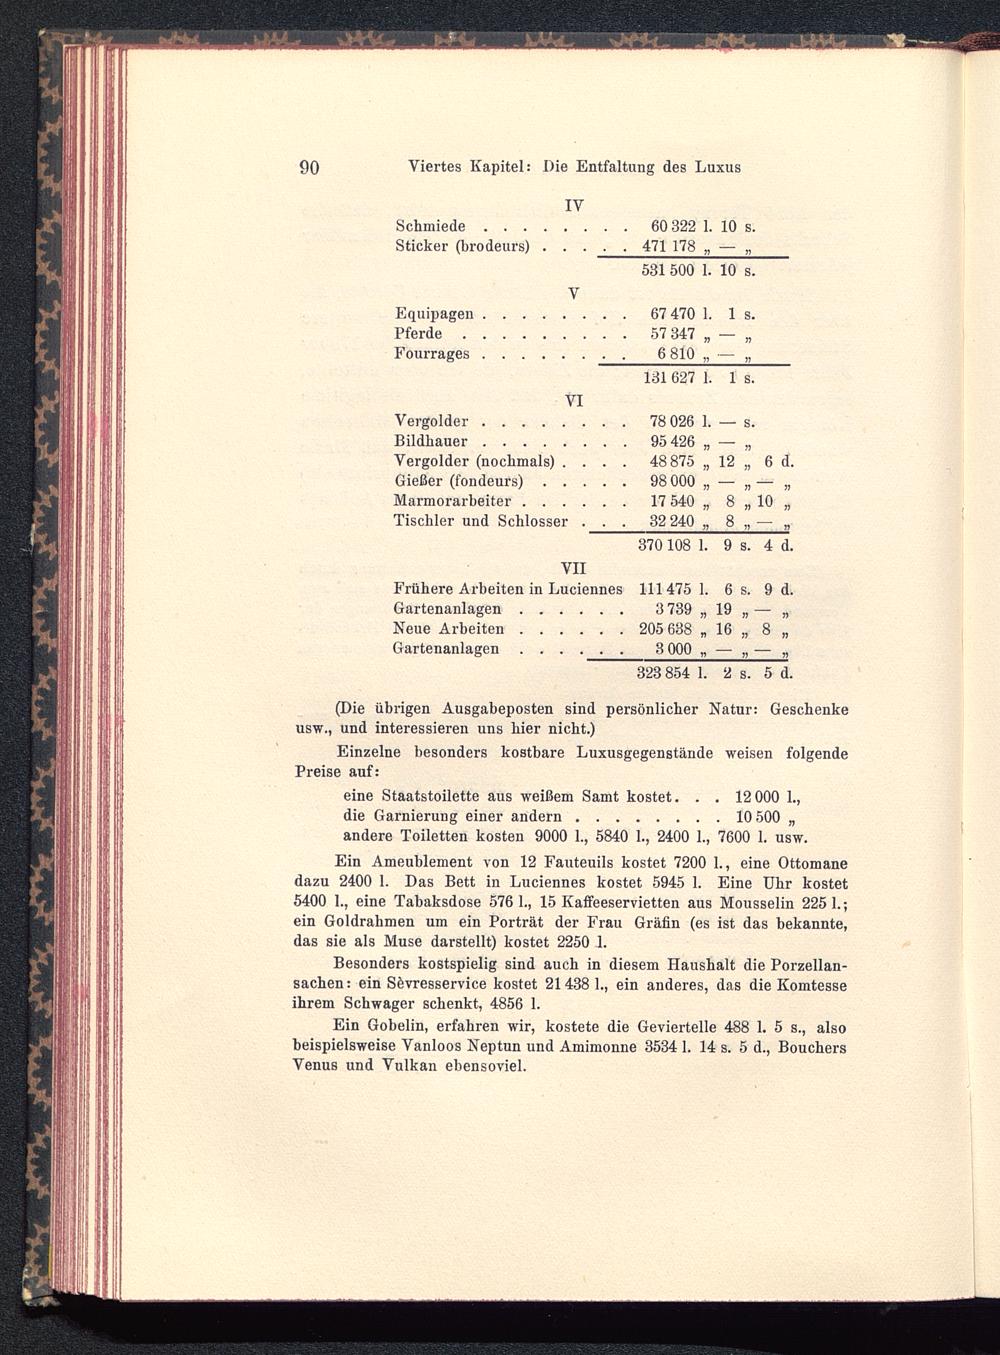 90 Viertes Kapitel: Die Entfaltung des Luxus
IV
Schmiede . . . . . . . . 60 322 l. 10 s.
Sticker (brodeurs) . . . . . 471 178 „ — „
531 500 l. 10 s.
V
Equipagen . . . . . . . . 67 470 l. 1 s.
Pferde . . . . . . . . . 57 347 „ — „
Fourrages . . . . . . . . 6 810 „ — „
131 627 l. 1 s.
VI
Vergolder . . . . . . . . 78 026 l. — s.
Bildhauer . . . . . . . . 95 426 „ — „
Vergolder (nochmals) . . . . 48 875 „ 12 „ 6 d.
Gießer (fondeurs) . . . . . 98 000 „ — „ — „
Marmorarbeiter . . . . . . 17 540 „ 8 „ 10 „
Tischler und Schlosser . . . 32 240 „ 8 „ — „
370 108 l. 9 s. 4 d.
VII
Frühere Arbeiten in Luciennes 111 475 l. 6 s. 9 d.
Gartenanlagen . . . . . . 3 739 „ 19 „ — „
Neue Arbeiten . . . . . . 205 638 „ 16 „ 8 „
Gartenanlagen . . . . . . 3 000 „ — „ — „
323 854 l. 2 s. 5 d.
(Die übrigen Ausgabeposten sind persönlicher Natur: Geschenke
usw., und interessieren uns hier nicht.)
Einzelne besonders kostbare Luxusgegenstände weisen folgende
Preise auf:
eine Staatstoilette aus weißem Samt kostet. . . 12 000 l.,
die Garnierung einer andern . . . . . . . . 10 500 „
andere Toiletten kosten 9000 l., 5840 l., 2400 l., 7600 l. usw.
Ein Ameublement von 12 Fauteuils kostet 7200 l., eine Ottomane
dazu 2400 l. Das Bett in Luciennes kostet 5945 l. Eine Uhr kostet
5400 l., eine Tabaksdose 576 l., 15 Kaffeeservietten aus Mousselin 225 l.;
ein Goldrahmen um ein Porträt der Frau Gräfin (es ist das bekannte,
das sie als Muse darstellt) kostet 2250 l.
Besonders kostspielig sind auch in diesem Haushalt die Porzellan-
sachen: ein Sèvresservice kostet 21 438 l., ein anderes, das die Komtesse
ihrem Schwager schenkt, 4856 l.
Ein Gobelin, erfahren wir, kostete die Geviertelle 488 l. 5 s., also
beispielsweise Vanloos Neptun und Amimonne 3534 l. 14 s. 5 d., Bouchers
Venus und Vulkan ebensoviel.